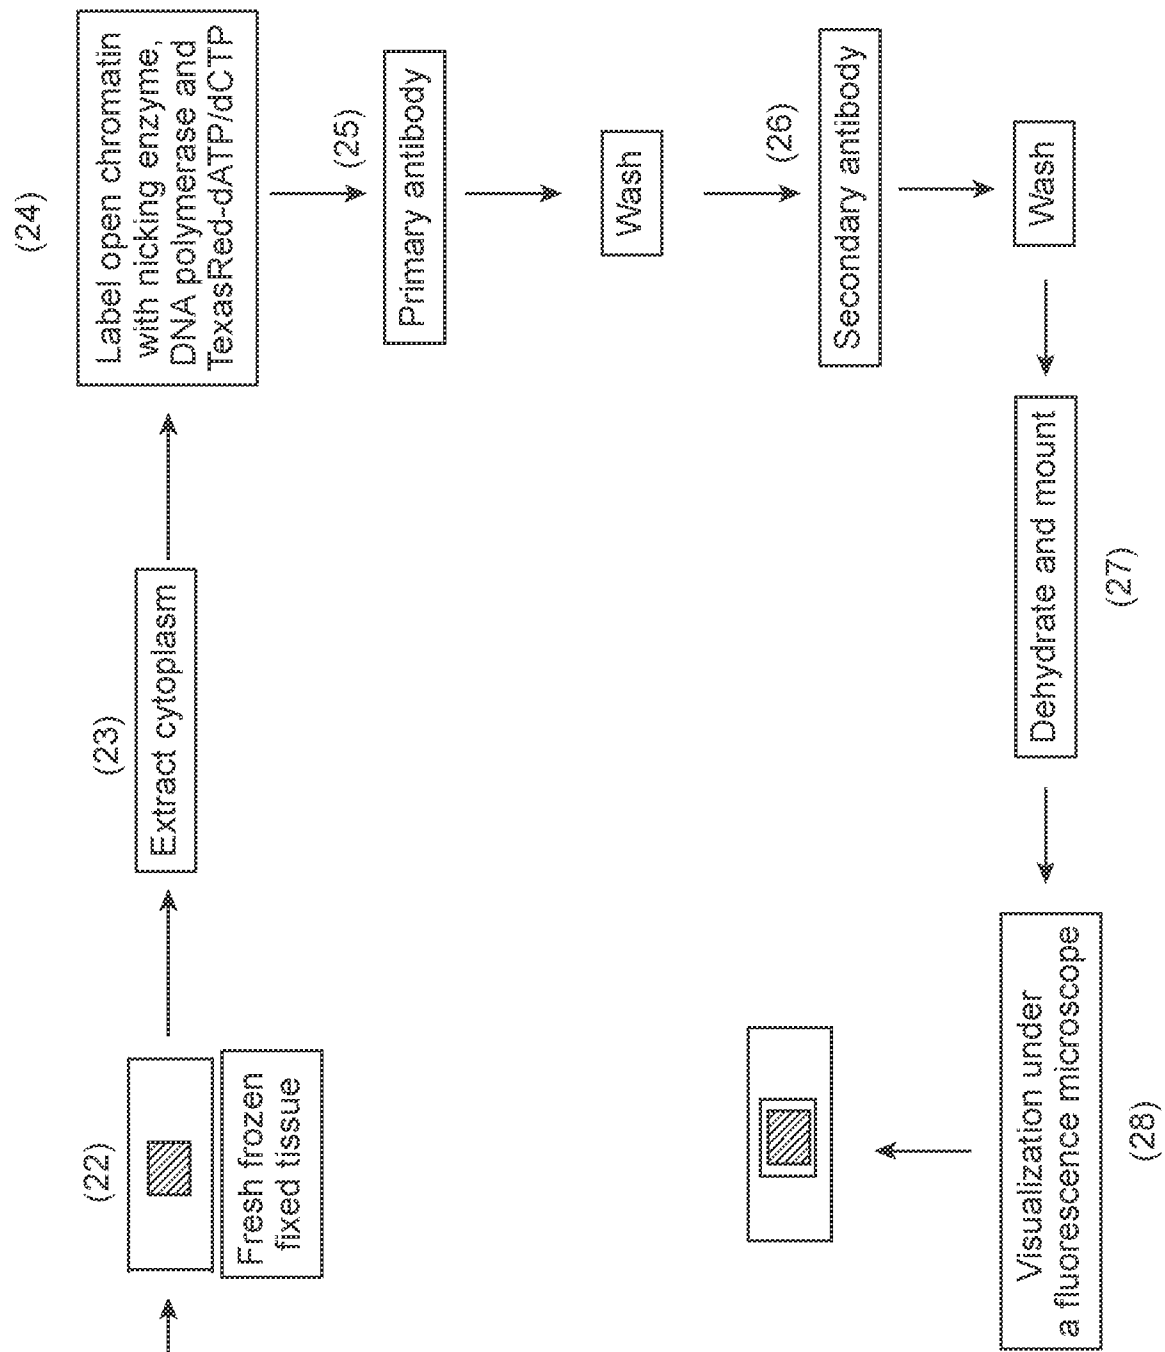 (22)
Fresh frozen
fixed tissue
(23)
Extract cytoplasm
(24)
Label open chromatin
with nicking enzyme,
DNA polymerase and
TexasRed-dATP/dCTP
(25)
Primary antibody
Wash
(26)
Secondary antibody
Wash
Dehydrate and mount
(27)
Visualization under
a fluorescence microscope
(28)